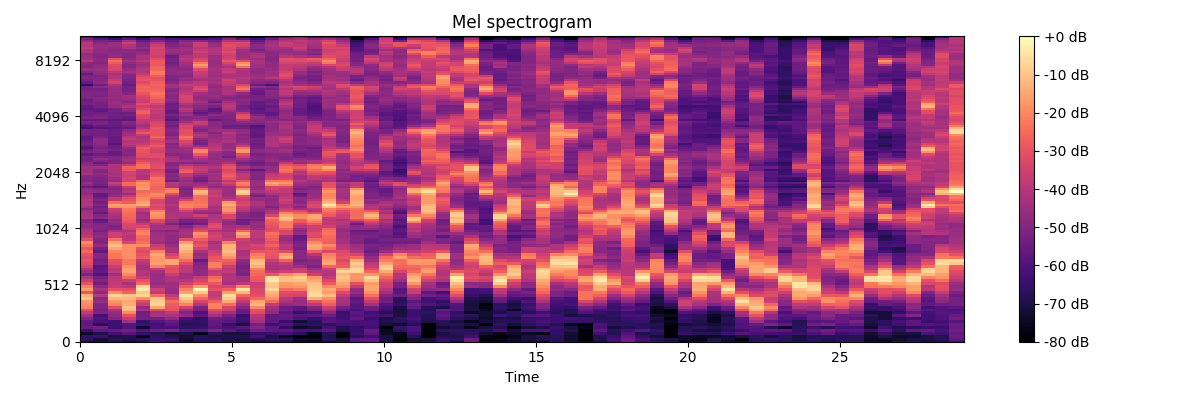 Mel spectrogram
8192
4096
2048
1024
512
0
Hz
0 5 10 15 20 25
Time
+0 dB
-10 dB
-20 dB
-30 dB
-40 dB
-50 dB
-60 dB
-70 dB
-80 dB